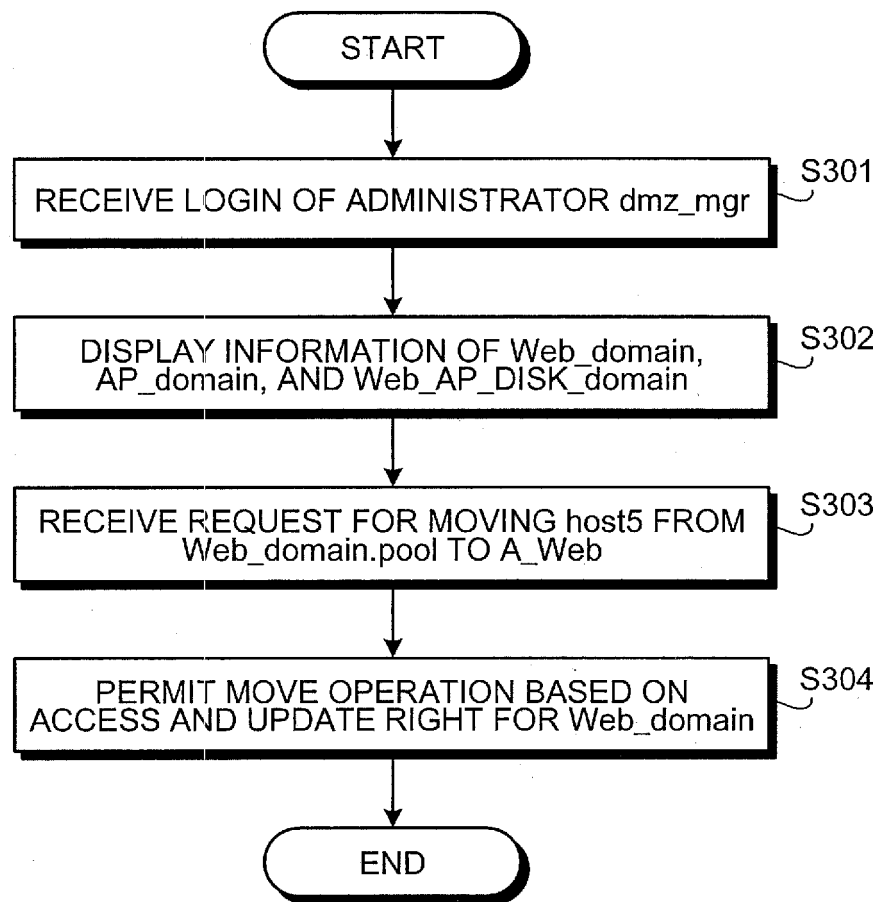 START
S301
RECEIVE LOGIN OF ADMINISTRATOR dmz_mgr
S302
DISPLAY INFORMATION OF Web_domain,
AP_domain, AND Web_AP_DISK_domain
S303
RECEIVE REQUEST FOR MOVING host5 FROM
Web_domain.pool TO A_Web
S304
PERMIT MOVE OPERATION BASED ON
ACCESS AND UPDATE RIGHT FOR Web_domain
END